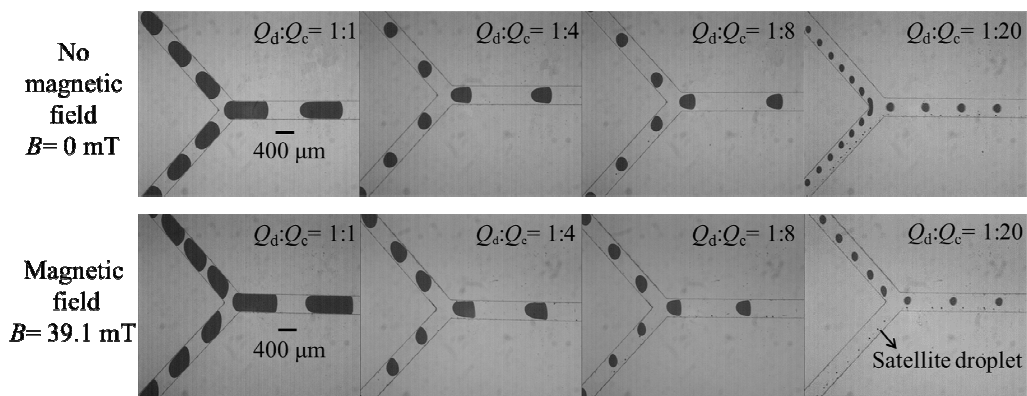 No
magnetic
field
B= 0 mT
Qd:Qc= 1:1
400 μm
Qd:Qc= 1:4
Qd:Qc= 1:8
Qd:Qc= 1:20
Magnetic
field
B= 39.1 mT
Qd:Qc= 1:1
400 μm
Qd:Qc= 1:4
Qd:Qc= 1:8
Qd:Qc= 1:20
Satellite droplet